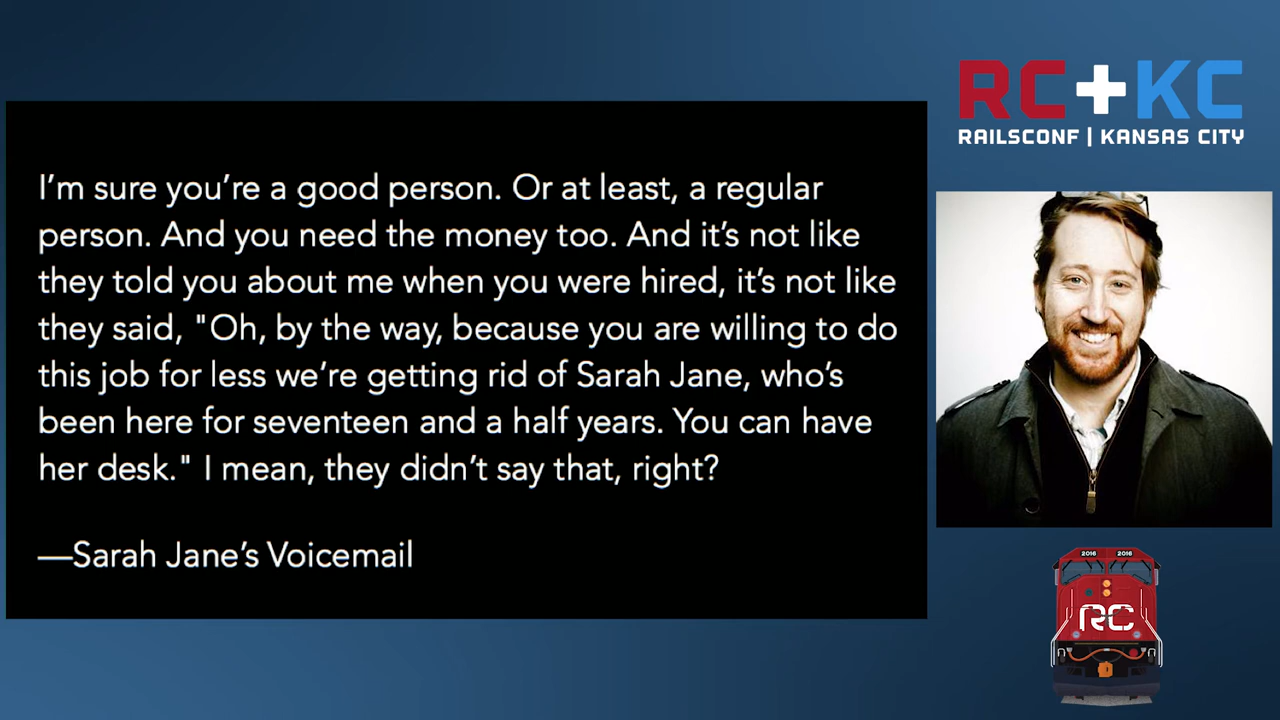 RC+KC
RAILSCONF | KANSAS CITY
I’m sure you’re a good person. Or at least, a regular
person. And you need the money too. And it’s not like
they told you about me when you were hired, it’s not like
they said, "Oh, by the way, because you are willing to do
this job for less we’re getting rid of Sarah Jane, who’s
been here for seventeen and a half years. You can have
her desk." I mean, they didn’t say that, right?
—Sarah Jane’s Voicemail
2016 2016
RC